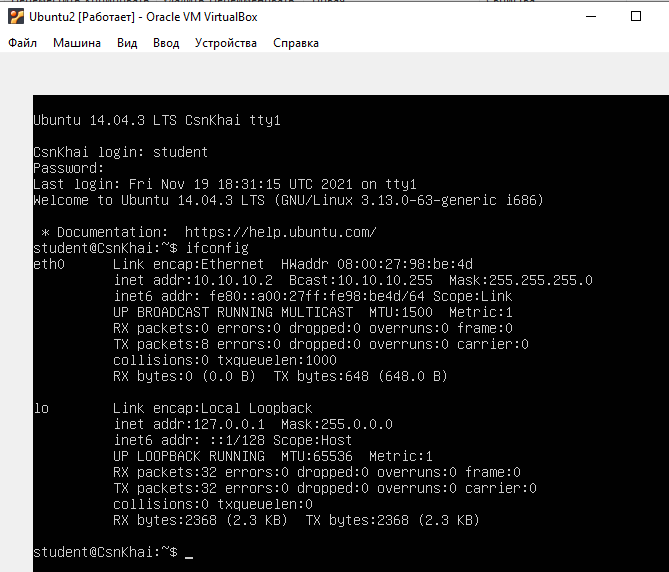 Ubuntu2 [Работает] - Oracle VM VirtualBox
Файл Машина Вид Ввод Устройства Справка
Ubuntu 14.04.3 LTS CsnKhai tty1
CsnKhai login: student
Password:
Last login: Fri Nov 19 18:31:15 UTC 2021 on tty1
Welcome to Ubuntu 14.04.3 LTS (GNU/Linux 3.13.0-63-generic i686)
* Documentation: https://help.ubuntu.com/
student@CsnKhai:~$ ifconfig
eth0 Link encap:Ethernet HWaddr 08:00:27:98:be:4d
inet addr:10.10.10.2 Bcast:10.10.10.255 Mask:255.255.255.0
inet6 addr: fe80::a00:27ff:fe98:be4d/64 Scope:Link
UP BROADCAST RUNNING MULTICAST MTU:1500 Metric:1
RX packets:0 errors:0 dropped:0 overruns:0 frame:0
TX packets:8 errors:0 dropped:0 overruns:0 carrier:0
collisions:0 txqueuelen:1000
RX bytes:0 (0.0 B) TX bytes:648 (648.0 B)
lo Link encap:Local Loopback
inet addr:127.0.0.1 Mask:255.0.0.0
inet6 addr: ::1/128 Scope:Host
UP LOOPBACK RUNNING MTU:65536 Metric:1
RX packets:32 errors:0 dropped:0 overruns:0 frame:0
TX packets:32 errors:0 dropped:0 overruns:0 carrier:0
collisions:0 txqueuelen:0
RX bytes:2368 (2.3 KB) TX bytes:2368 (2.3 KB)
student@CsnKhai:~$ _